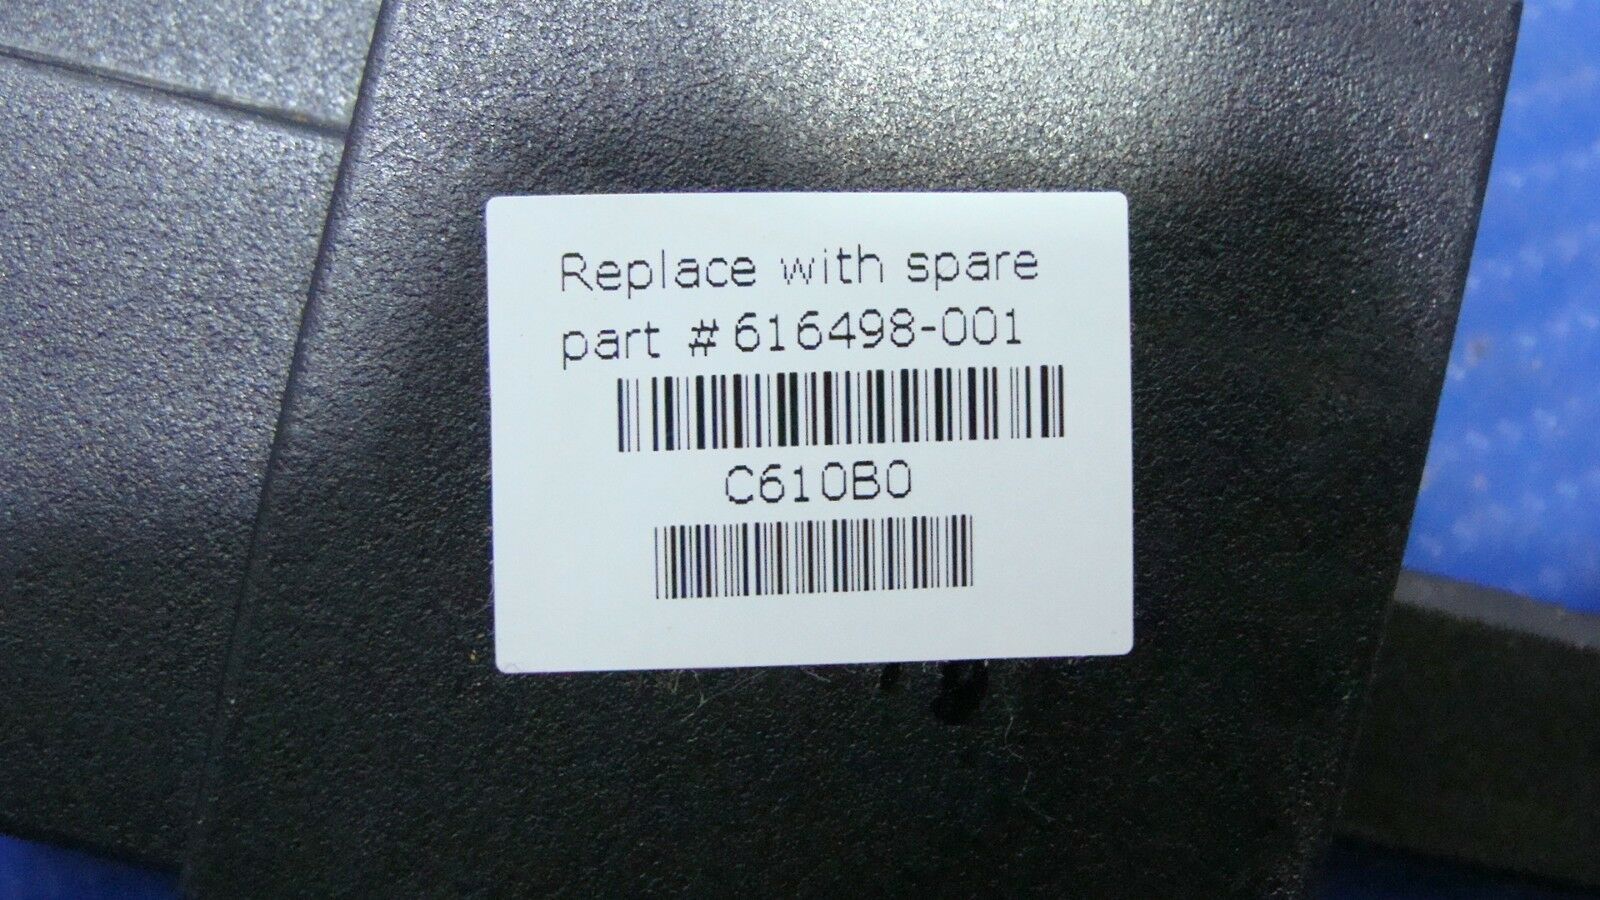 Replace with spare
part #616498-001
C610B0